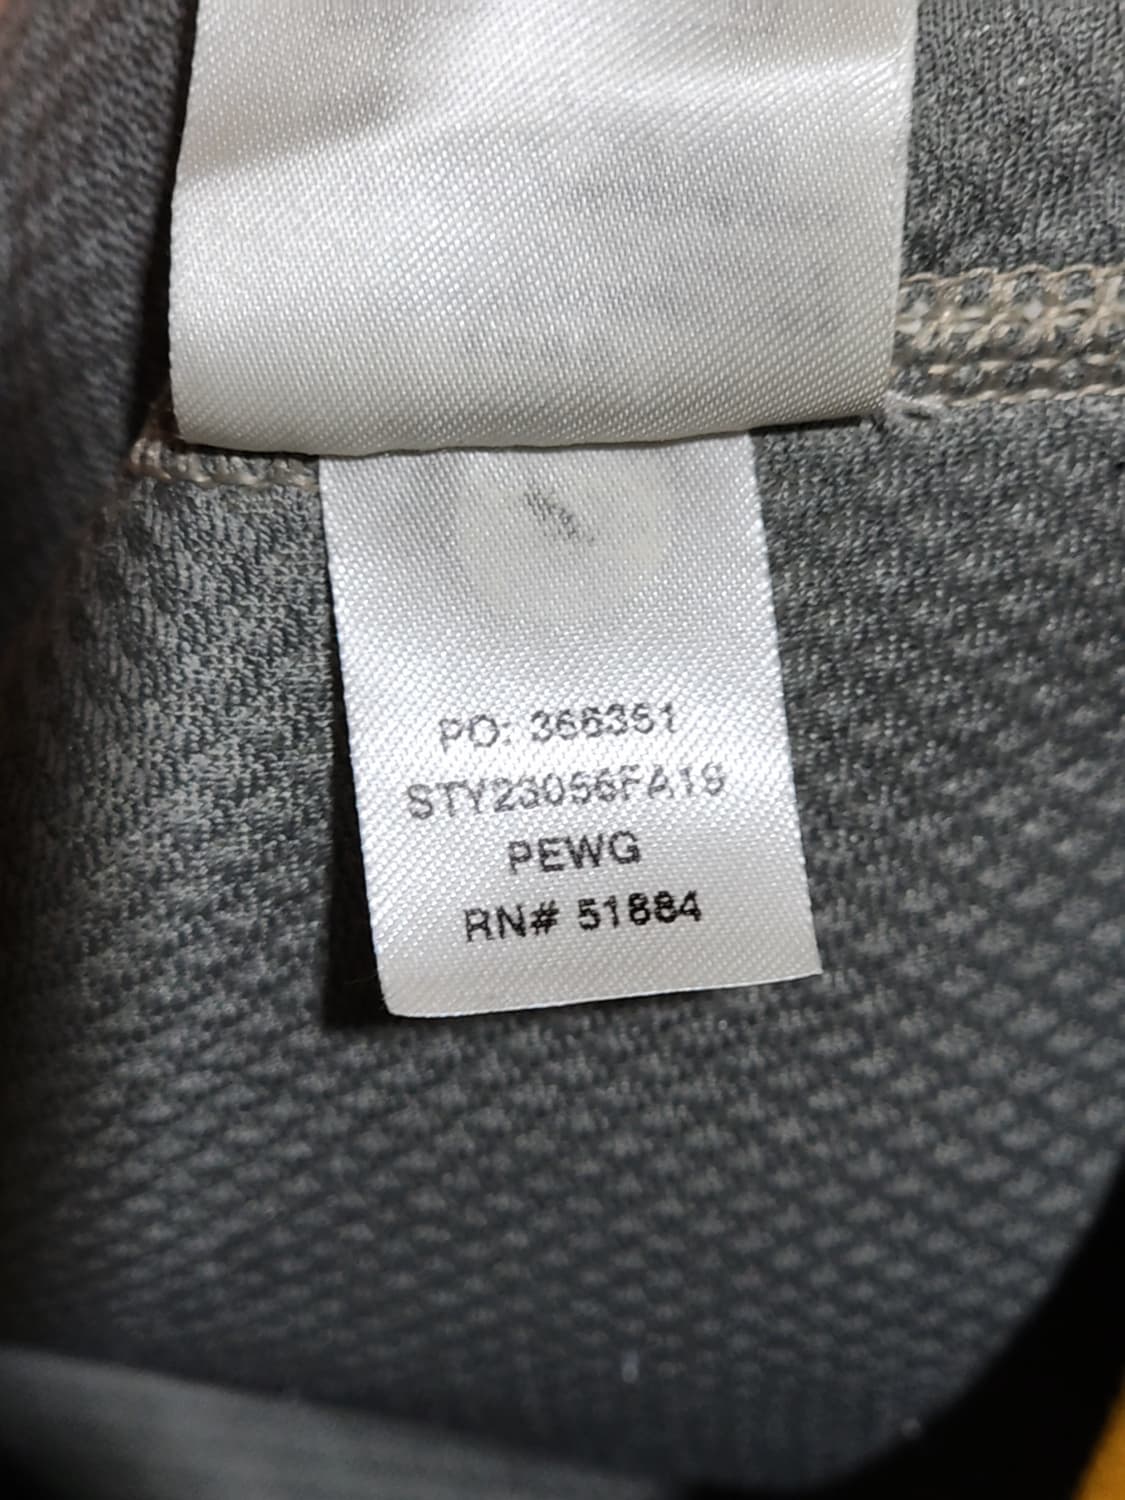 PO: 366351
STY23056FA19
PEWG
RN# 51884